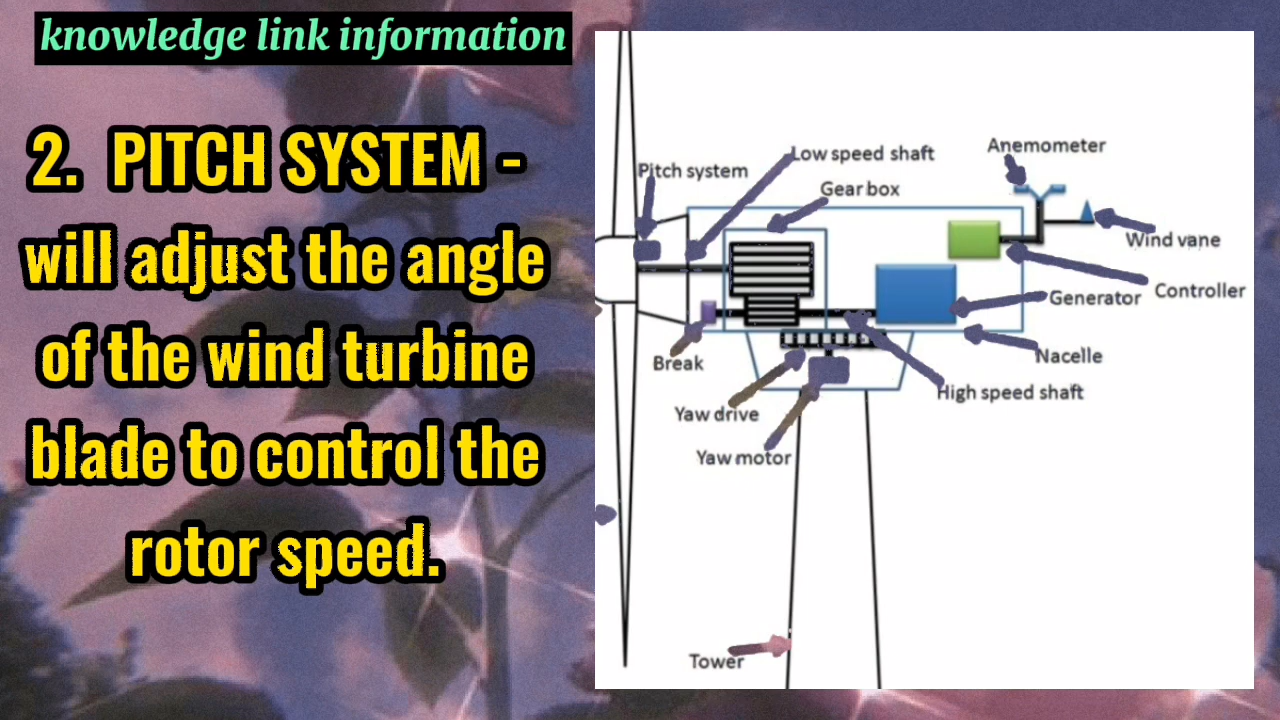 knowledge link information
2. PITCH SYSTEM -
will adjust the angle
of the wind turbine
blade to control the
rotor speed.
Low speed shaft
Anemometer
Pitch system
Gear box
Wind vane
Controller
Generator
Nacelle
Break
High speed shaft
Yaw drive
Yaw motor
Tower